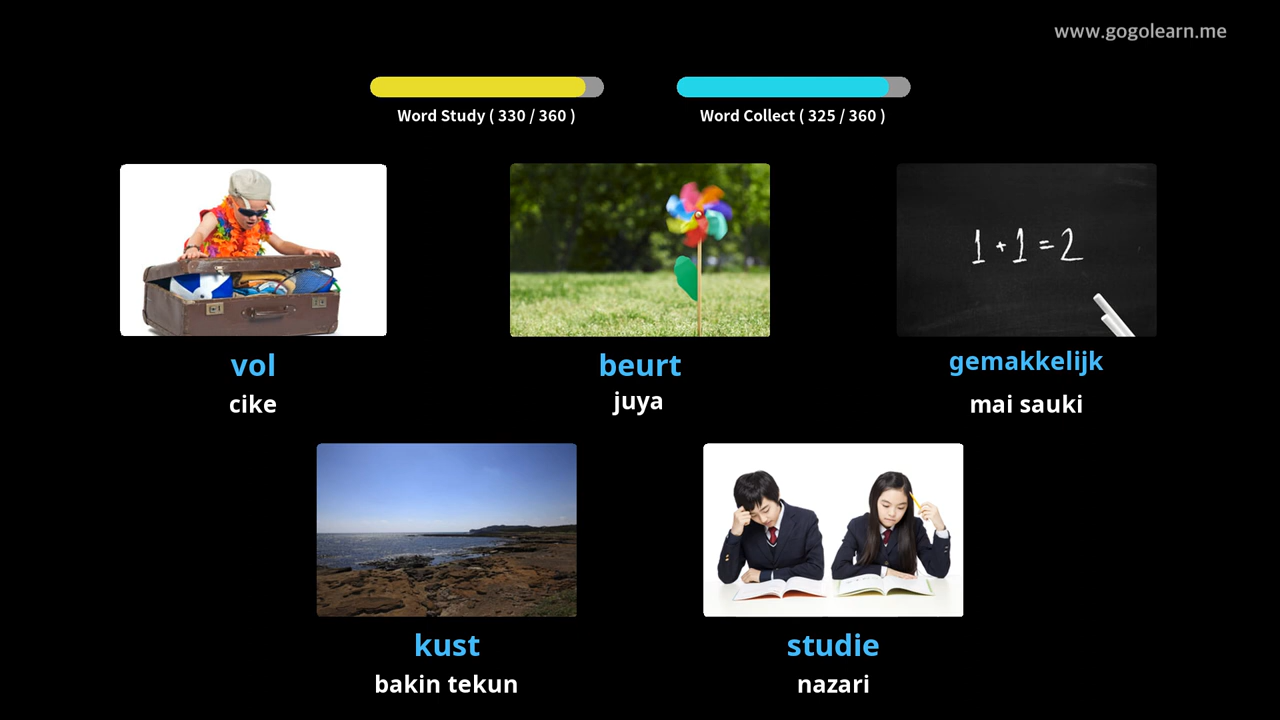 www.gogolearn.me
Word Study ( 330 / 360 )
Word Collect ( 325 / 360 )
1 + 1 = 2
vol
cike
beurt
juya
gemakkelijk
mai sauki
kust
bakin tekun
studie
nazari